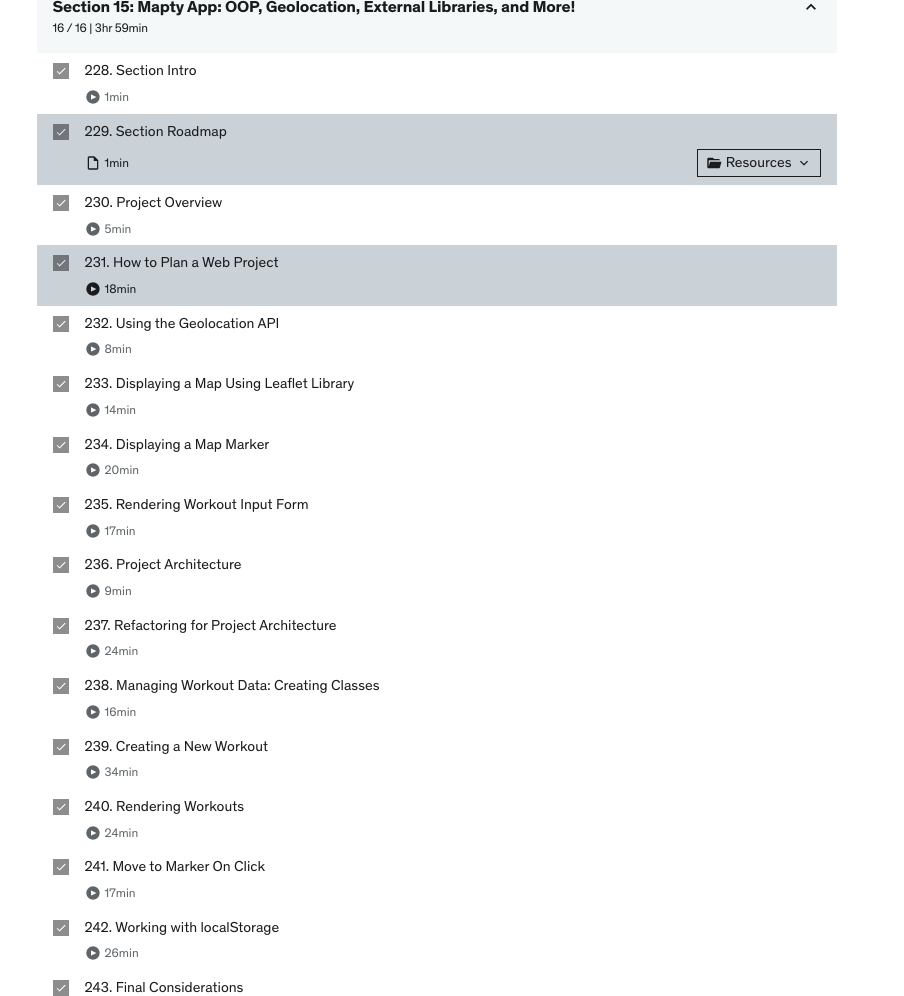 Section 15: Mapty App: OOP, Geolocation, External Libraries, and More!
16 / 16 | 3hr 59min
228. Section Intro
1min
229. Section Roadmap
1min
Resources
230. Project Overview
5min
231. How to Plan a Web Project
18min
232. Using the Geolocation API
8min
233. Displaying a Map Using Leaflet Library
14min
234. Displaying a Map Marker
20min
235. Rendering Workout Input Form
17min
236. Project Architecture
9min
237. Refactoring for Project Architecture
24min
238. Managing Workout Data: Creating Classes
16min
239. Creating a New Workout
34min
240. Rendering Workouts
24min
241. Move to Marker On Click
17min
242. Working with localStorage
26min
243. Final Considerations